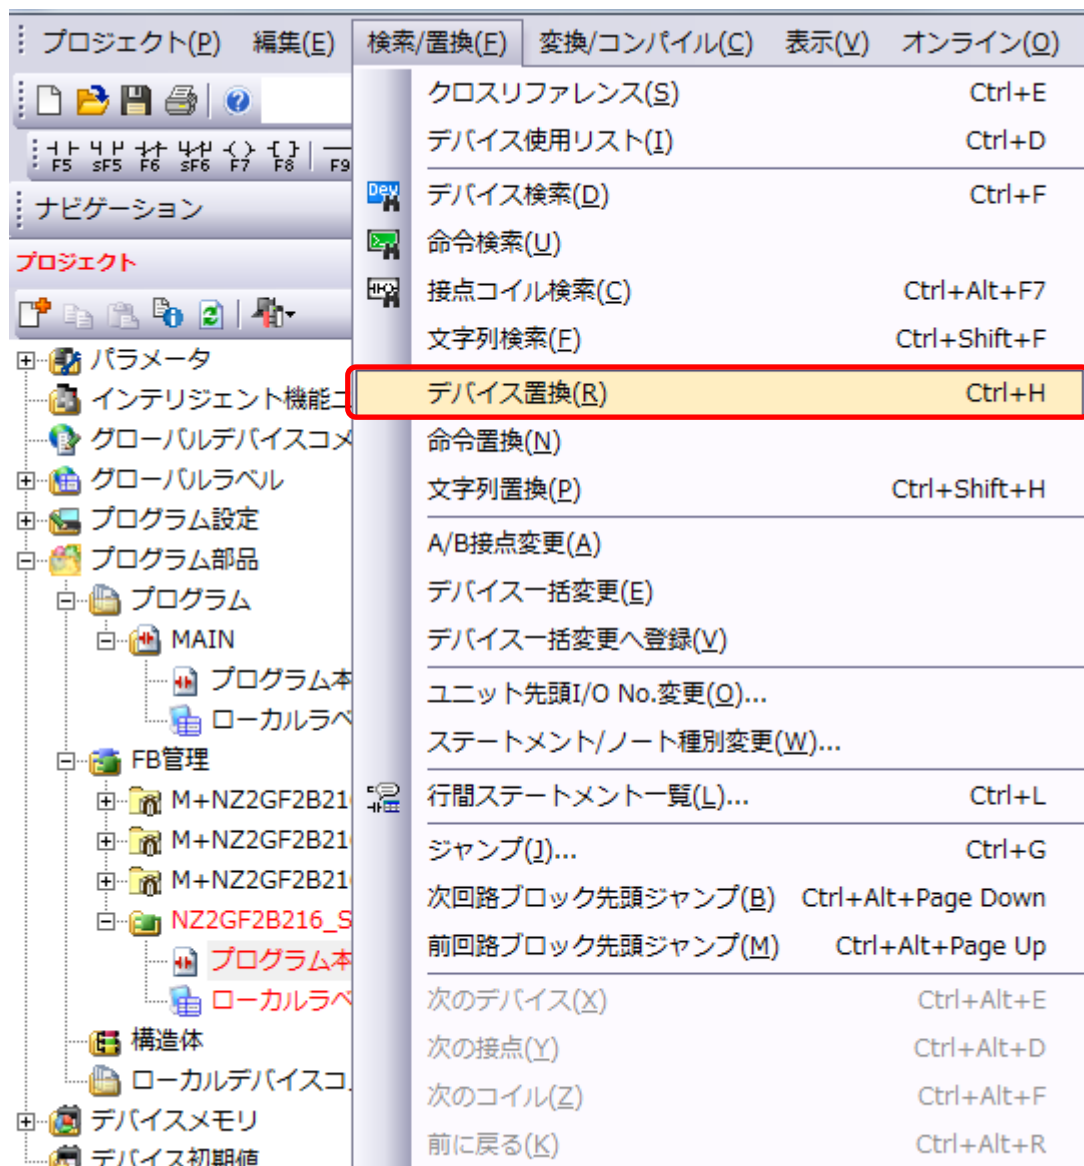 プロジェクト(P) 編集(E) 検索/置換(F) 変換/コンパイル(C) 表示(V) オンライン(O)
F5 sF5 F6 sF6 F7 F8 F9
ナビゲーション
プロジェクト
パラメータ
インテリジェント機能ユ
グローバルデバイスコメ
グローバルラベル
プログラム設定
プログラム部品
プログラム
MAIN
プログラム本
ローカルラベ
FB管理
M+NZ2GF2B21
M+NZ2GF2B21
M+NZ2GF2B21
NZ2GF2B216_S
プログラム本
ローカルラベ
構造体
ローカルデバイスコ
デバイスメモリ
デバイス初期値
クロスリファレンス(S) Ctrl+E
デバイス使用リスト(I) Ctrl+D
Dev デバイス検索(D) Ctrl+F
命令検索(U)
接点コイル検索(C) Ctrl+Alt+F7
文字列検索(F) Ctrl+Shift+F
デバイス置換(R) Ctrl+H
命令置換(N)
文字列置換(P) Ctrl+Shift+H
A/B接点変更(A)
デバイス一括変更(E)
デバイス一括変更へ登録(V)
ユニット先頭I/O No.変更(O)...
ステートメント/ノート種別変更(W)...
行間ステートメント一覧(L)... Ctrl+L
ジャンプ(J)... Ctrl+G
次回路ブロック先頭ジャンプ(B) Ctrl+Alt+Page Down
前回路ブロック先頭ジャンプ(M) Ctrl+Alt+Page Up
次のデバイス(X) Ctrl+Alt+E
次の接点(Y) Ctrl+Alt+D
次のコイル(Z) Ctrl+Alt+F
前に戻る(K) Ctrl+Alt+R